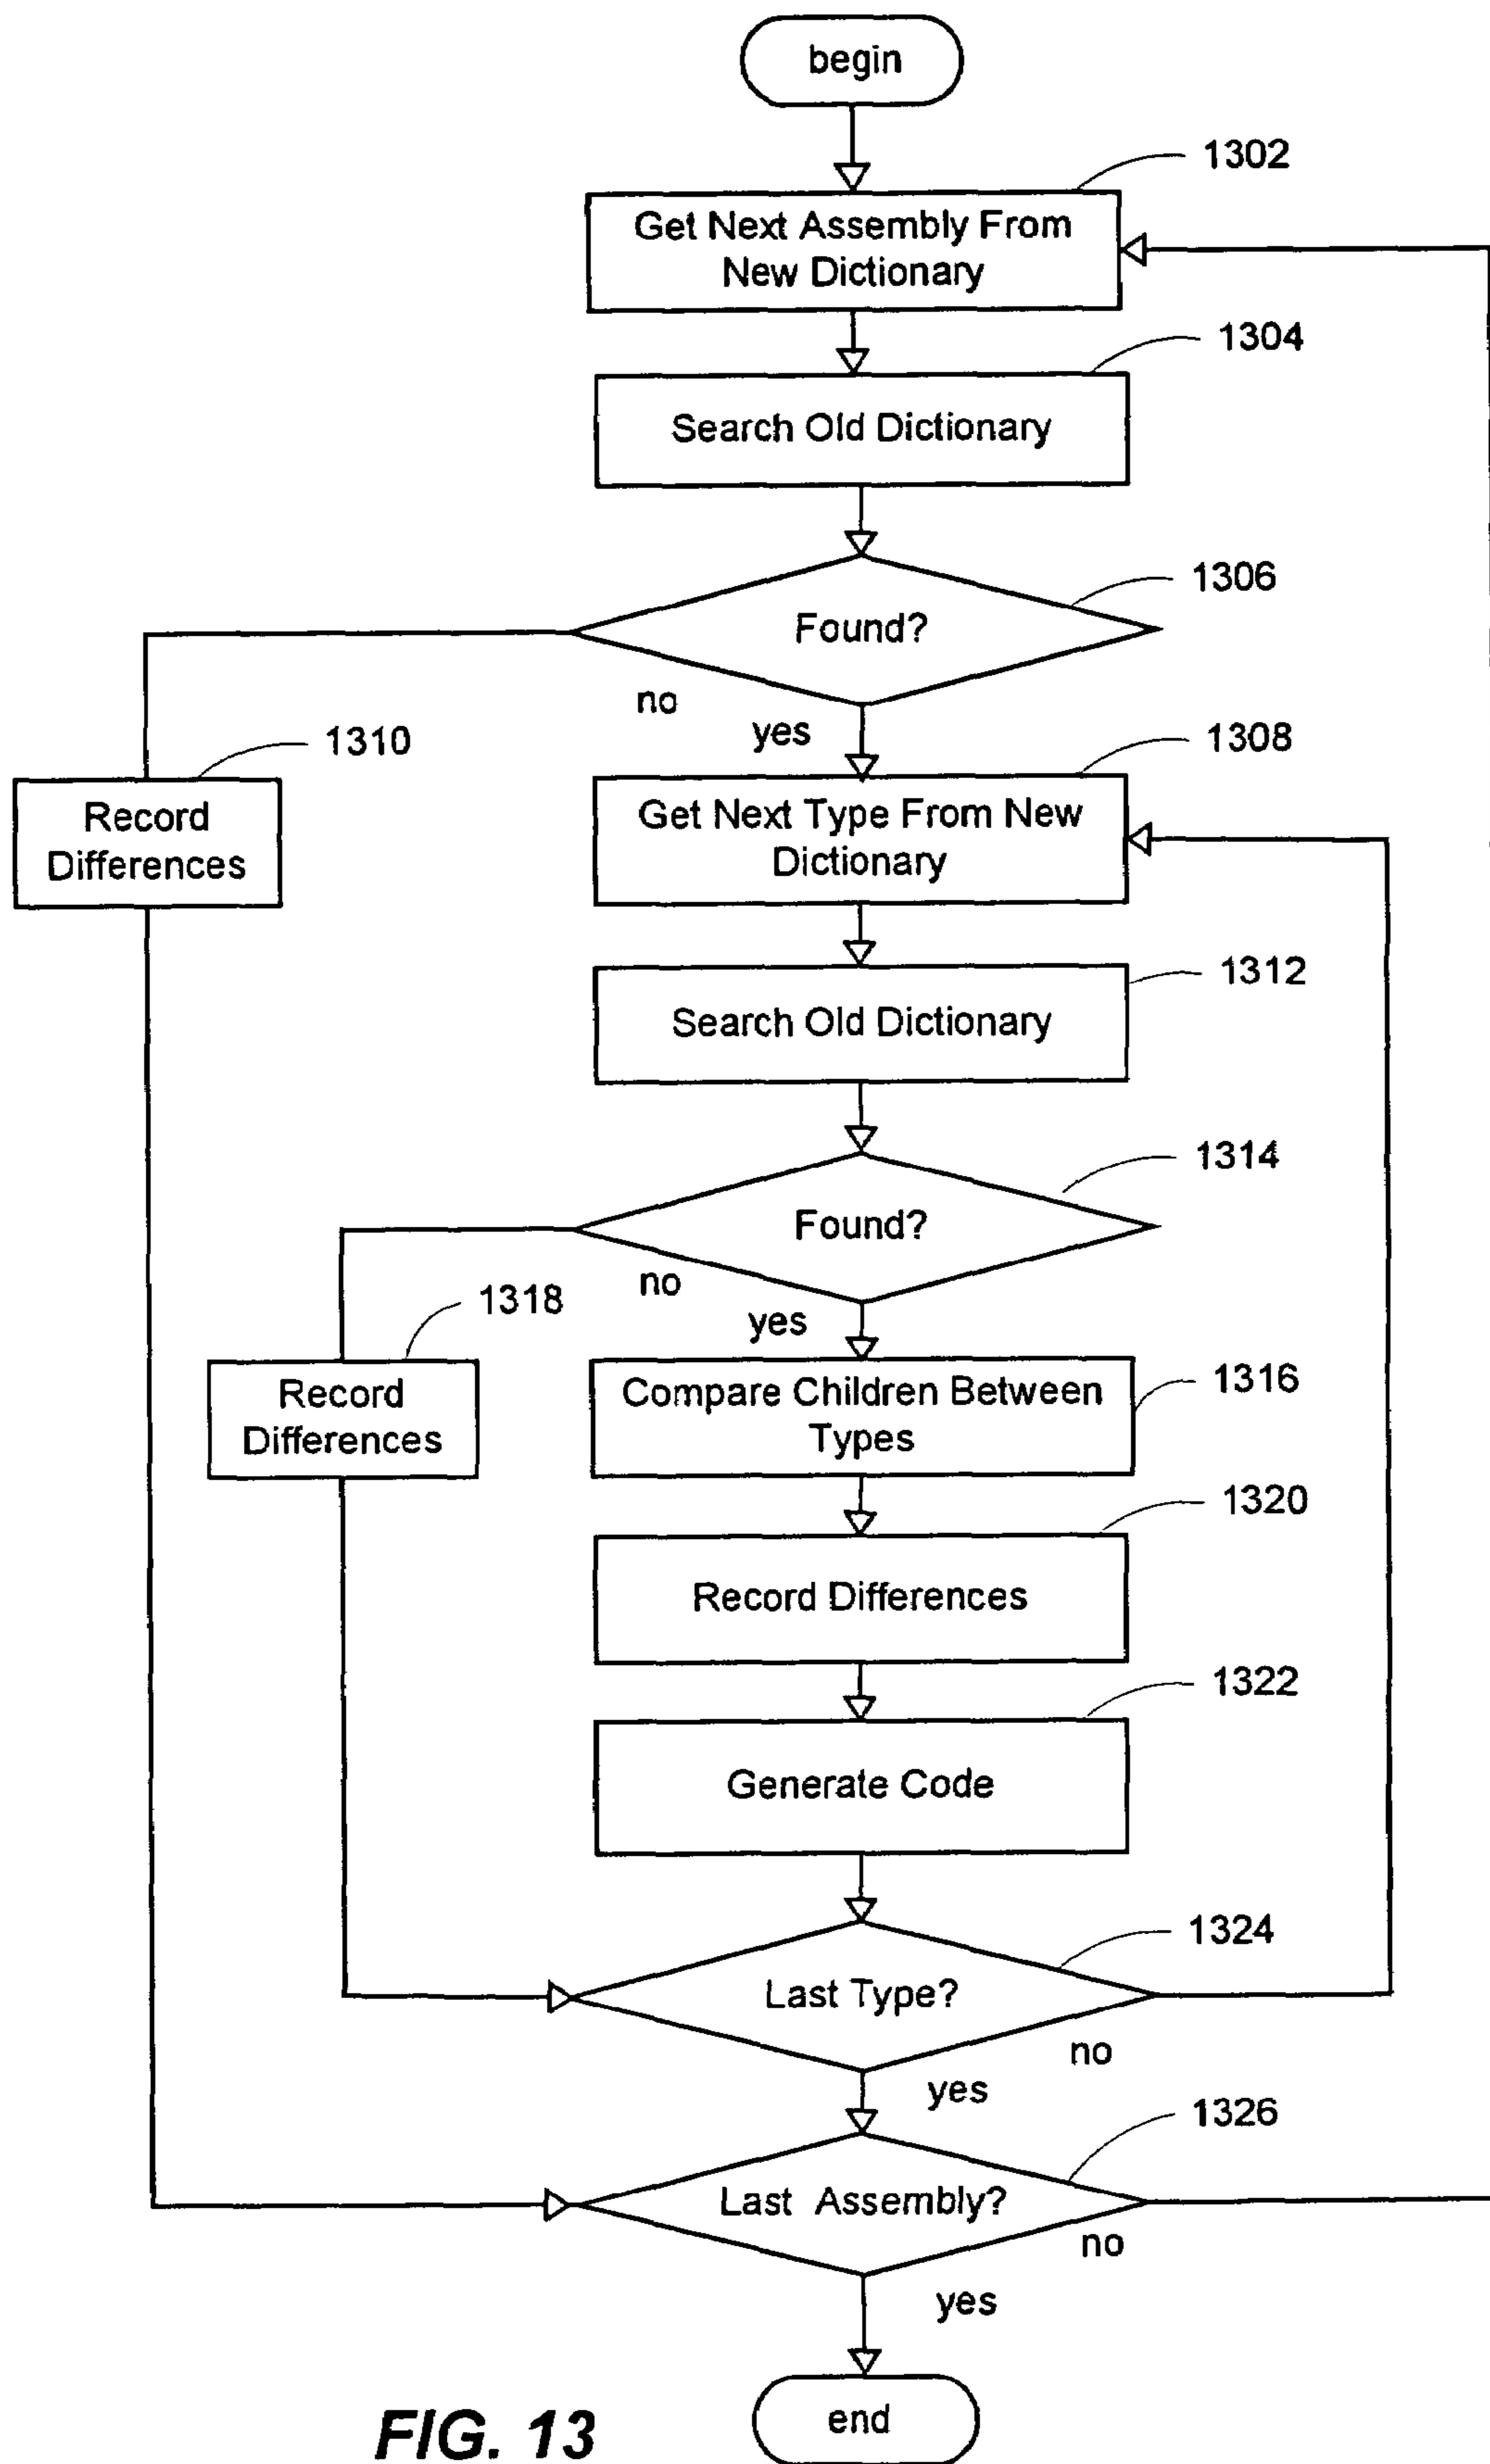 begin
1302
Get Next Assembly From
New Dictionary
1304
Search Old Dictionary
1306
Found?
no
yes
1310
Record
Differences
1308
Get Next Type From New
Dictionary
1312
Search Old Dictionary
1314
Found?
no
yes
1318
Record
Differences
1316
Compare Children Between
Types
1320
Record Differences
1322
Generate Code
1324
Last Type?
no
yes
1326
Last Assembly?
no
yes
end
FIG. 13